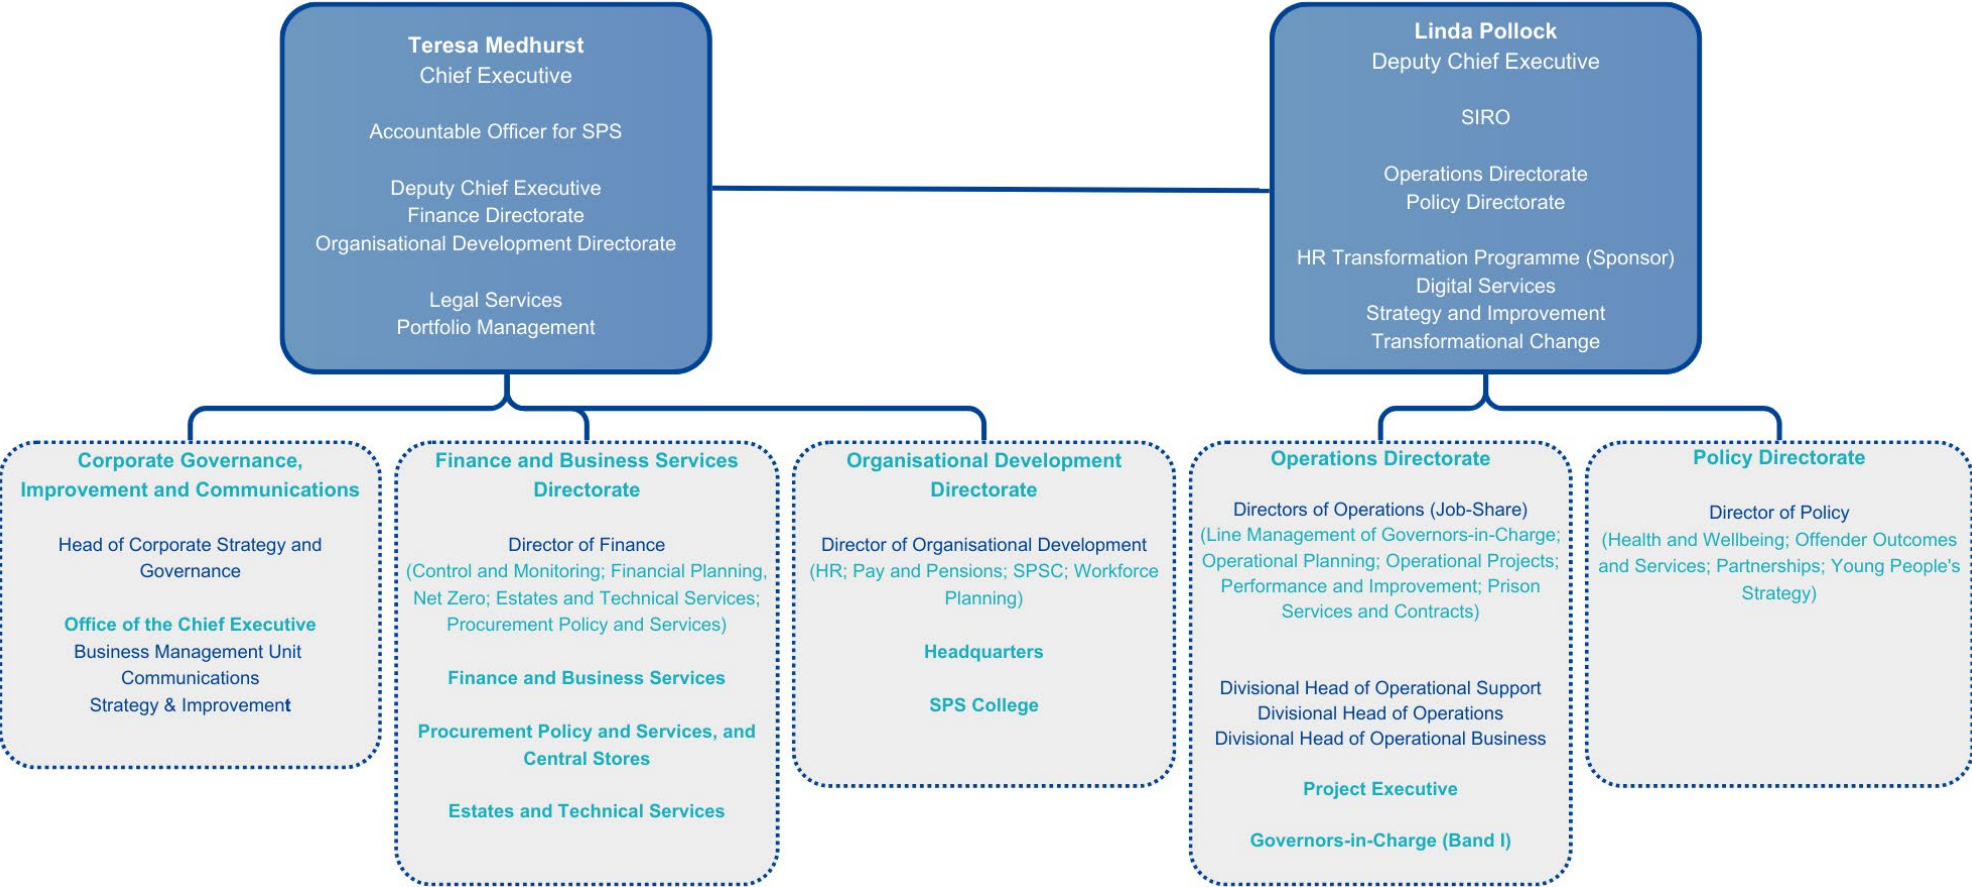 Teresa Medhurst
Chief Executive
Accountable Officer for SPS
Deputy Chief Executive
Finance Directorate
Organisational Development Directorate
Legal Services
Portfolio Management
Linda Pollock
Deputy Chief Executive
SIRO
Operations Directorate
Policy Directorate
HR Transformation Programme (Sponsor)
Digital Services
Strategy and Improvement
Transformational Change
Corporate Governance,
Improvement and Communications
Head of Corporate Strategy and
Governance
Office of the Chief Executive
Business Management Unit
Communications
Strategy & Improvement
Finance and Business Services
Directorate
Director of Finance
(Control and Monitoring; Financial Planning,
Net Zero; Estates and Technical Services;
Procurement Policy and Services)
Finance and Business Services
Procurement Policy and Services, and
Central Stores
Estates and Technical Services
Organisational Development
Directorate
Director of Organisational Development
(HR; Pay and Pensions; SPSC; Workforce
Planning)
Headquarters
SPS College
Operations Directorate
Directors of Operations (Job-Share)
(Line Management of Governors-in-Charge;
Operational Planning; Operational Projects;
Performance and Improvement; Prison
Services and Contracts)
Divisional Head of Operational Support
Divisional Head of Operations
Divisional Head of Operational Business
Project Executive
Governors-in-Charge (Band I)
Policy Directorate
Director of Policy
(Health and Wellbeing; Offender Outcomes
and Services; Partnerships; Young People's
Strategy)